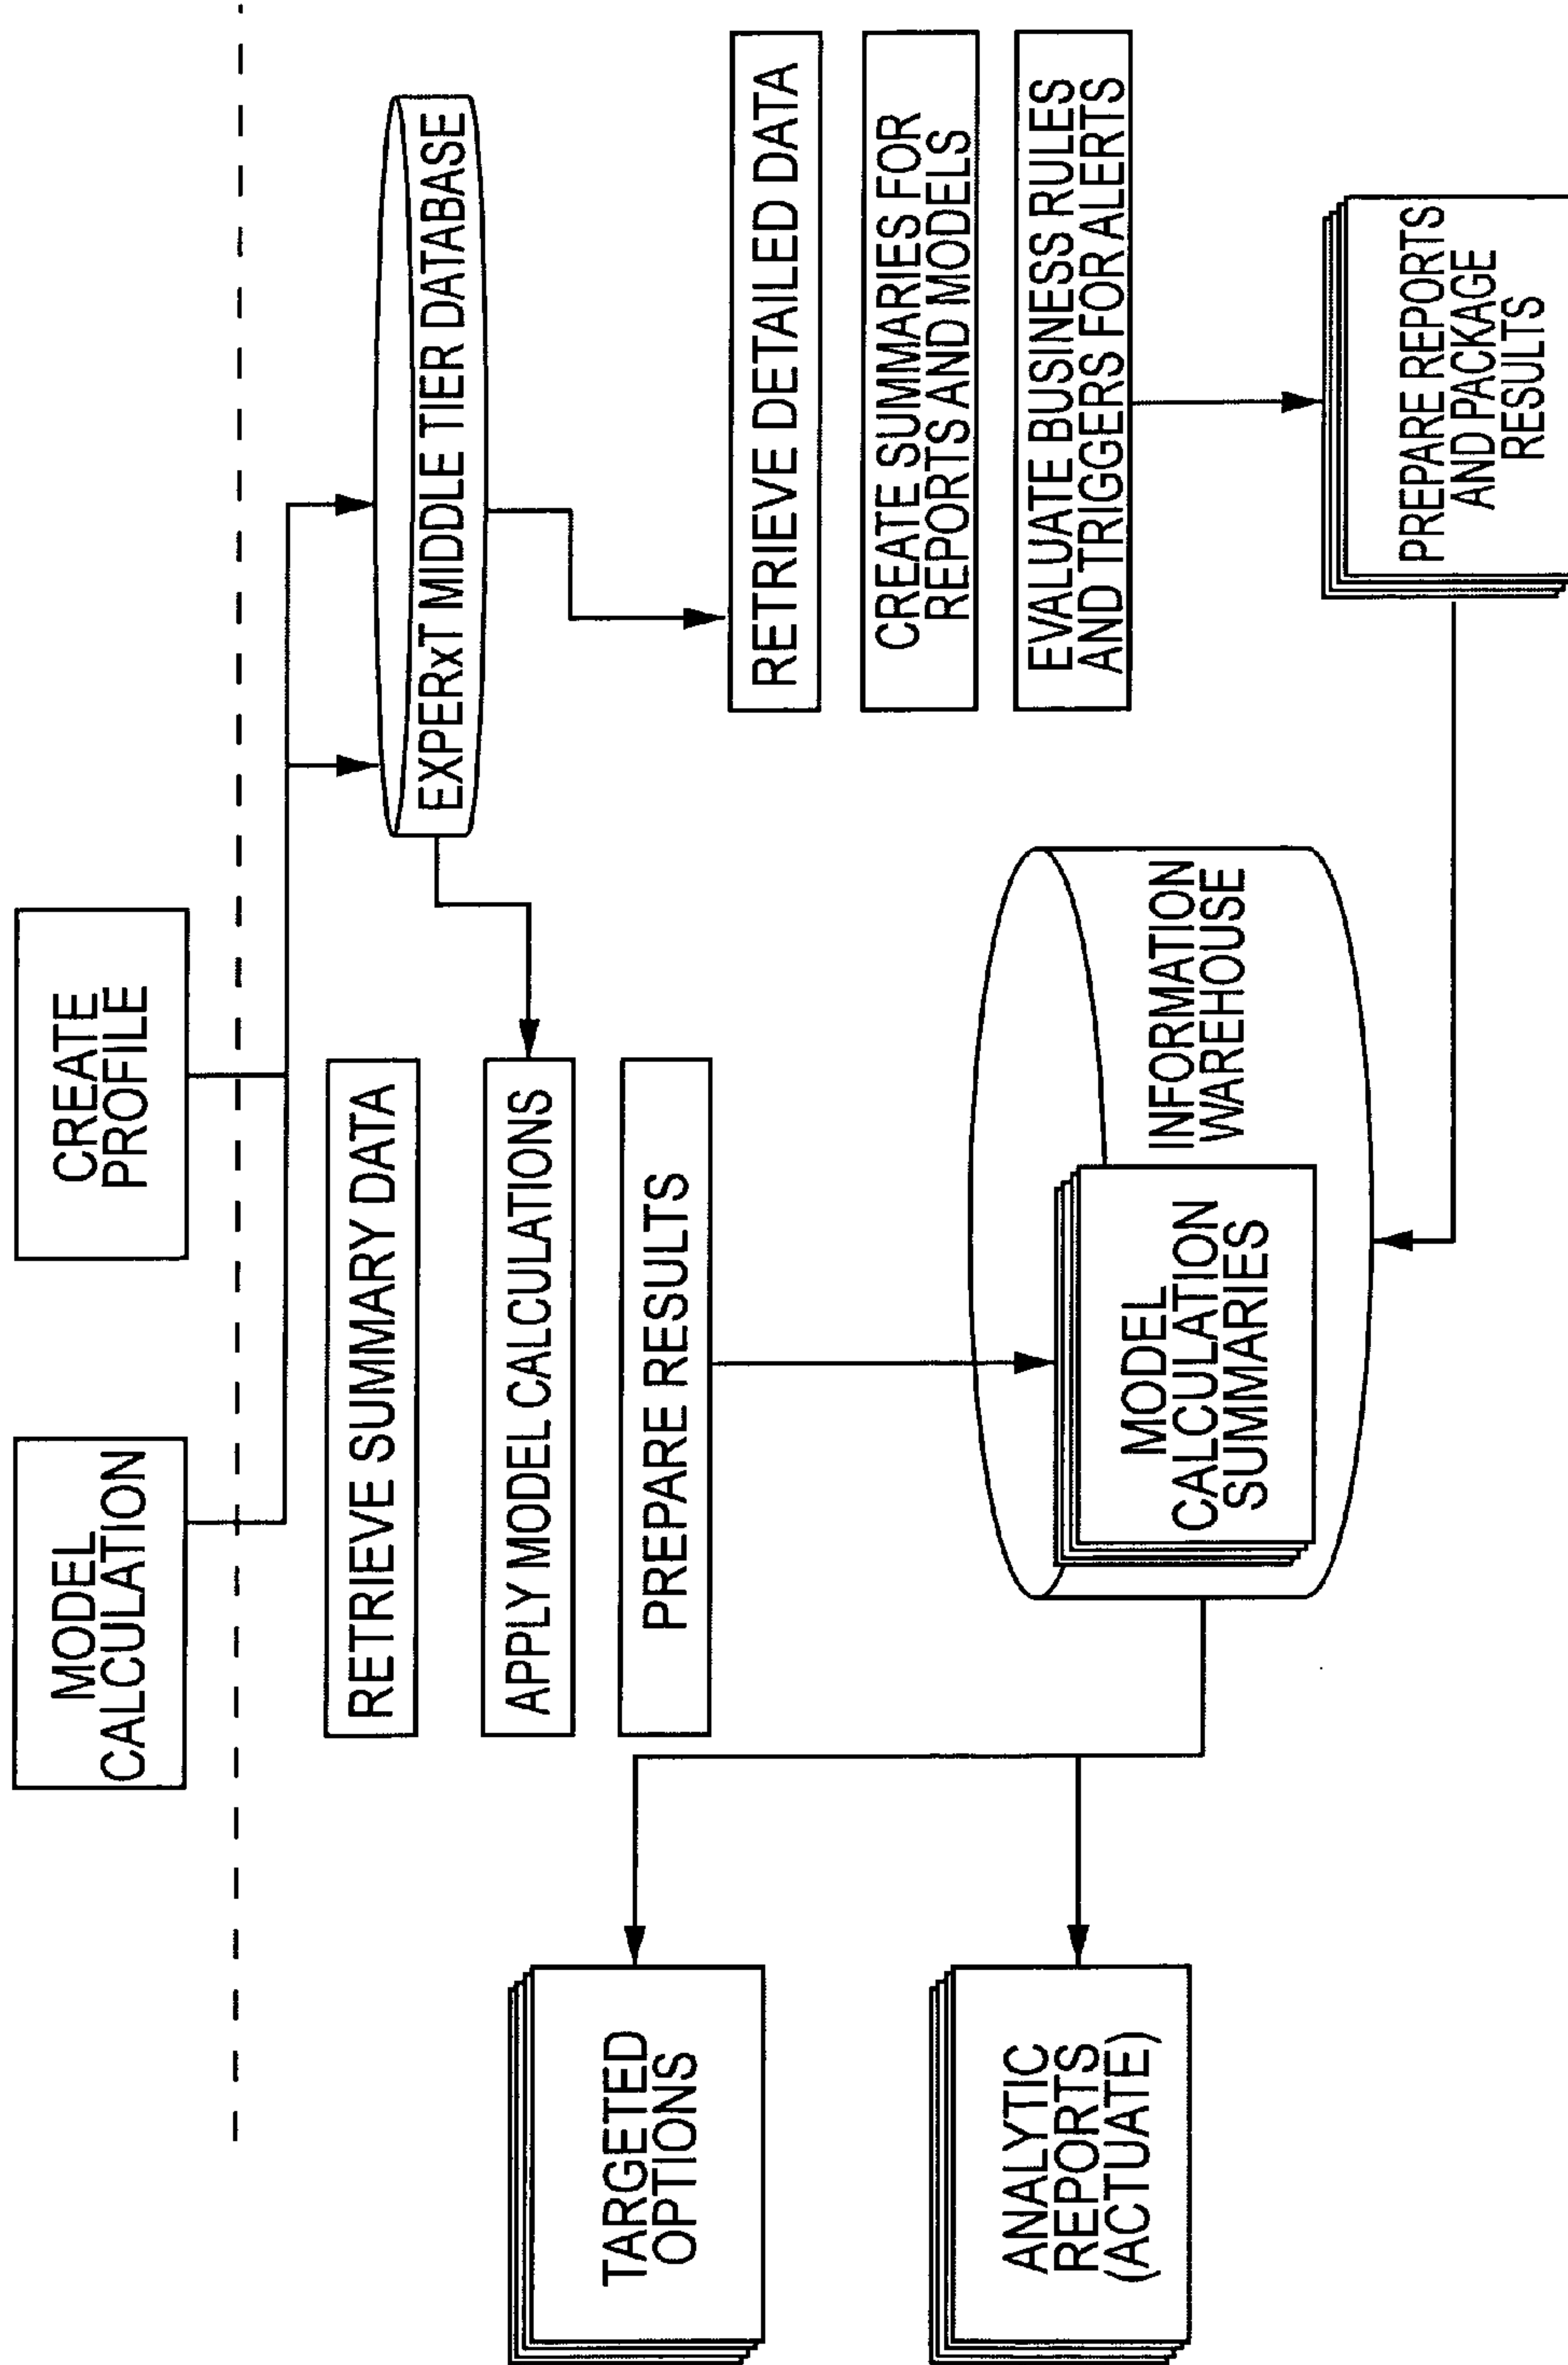 MODEL
CALCULATION
CREATE
PROFILE
EXPERxT MIDDLE TIER DATABASE
RETRIEVE SUMMARY DATA
APPLY MODEL CALCULATIONS
PREPARE RESULTS
RETRIEVE DETAILED DATA
CREATE SUMMARIES FOR
REPORTS AND MODELS
EVALUATE BUSINESS RULES
AND TRIGGERS FOR ALERTS
TARGETED
OPTIONS
ANALYTIC
REPORTS
(ACTUATE)
MODEL
CALCULATION
SUMMARIES
INFORMATION
WAREHOUSE
PREPARE REPORTS
AND PACKAGE
RESULTS